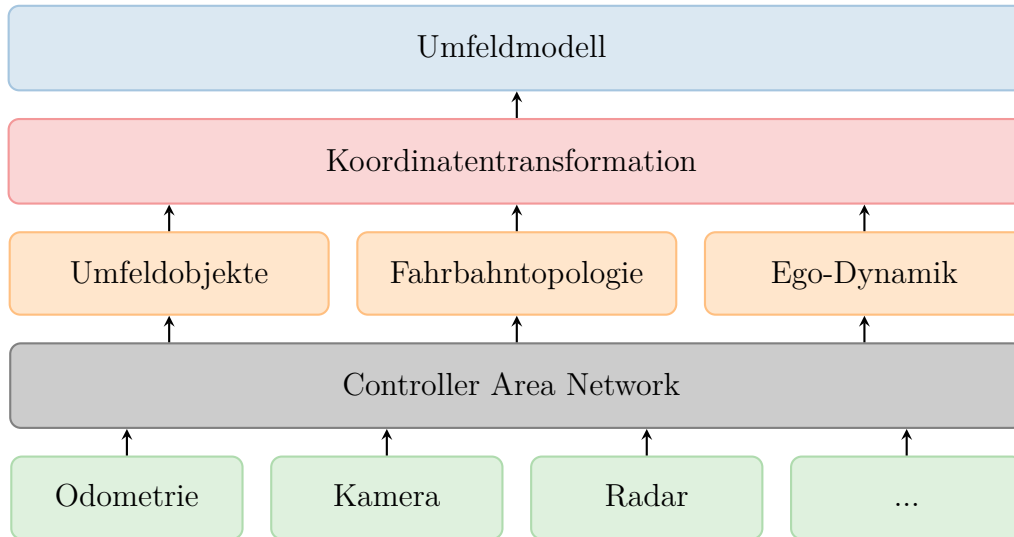 Umfeldmodell
Koordinatentransformation
Umfeldobjekte
Fahrbahntopologie
Ego-Dynamik
Controller Area Network
Odometrie
Kamera
Radar
...